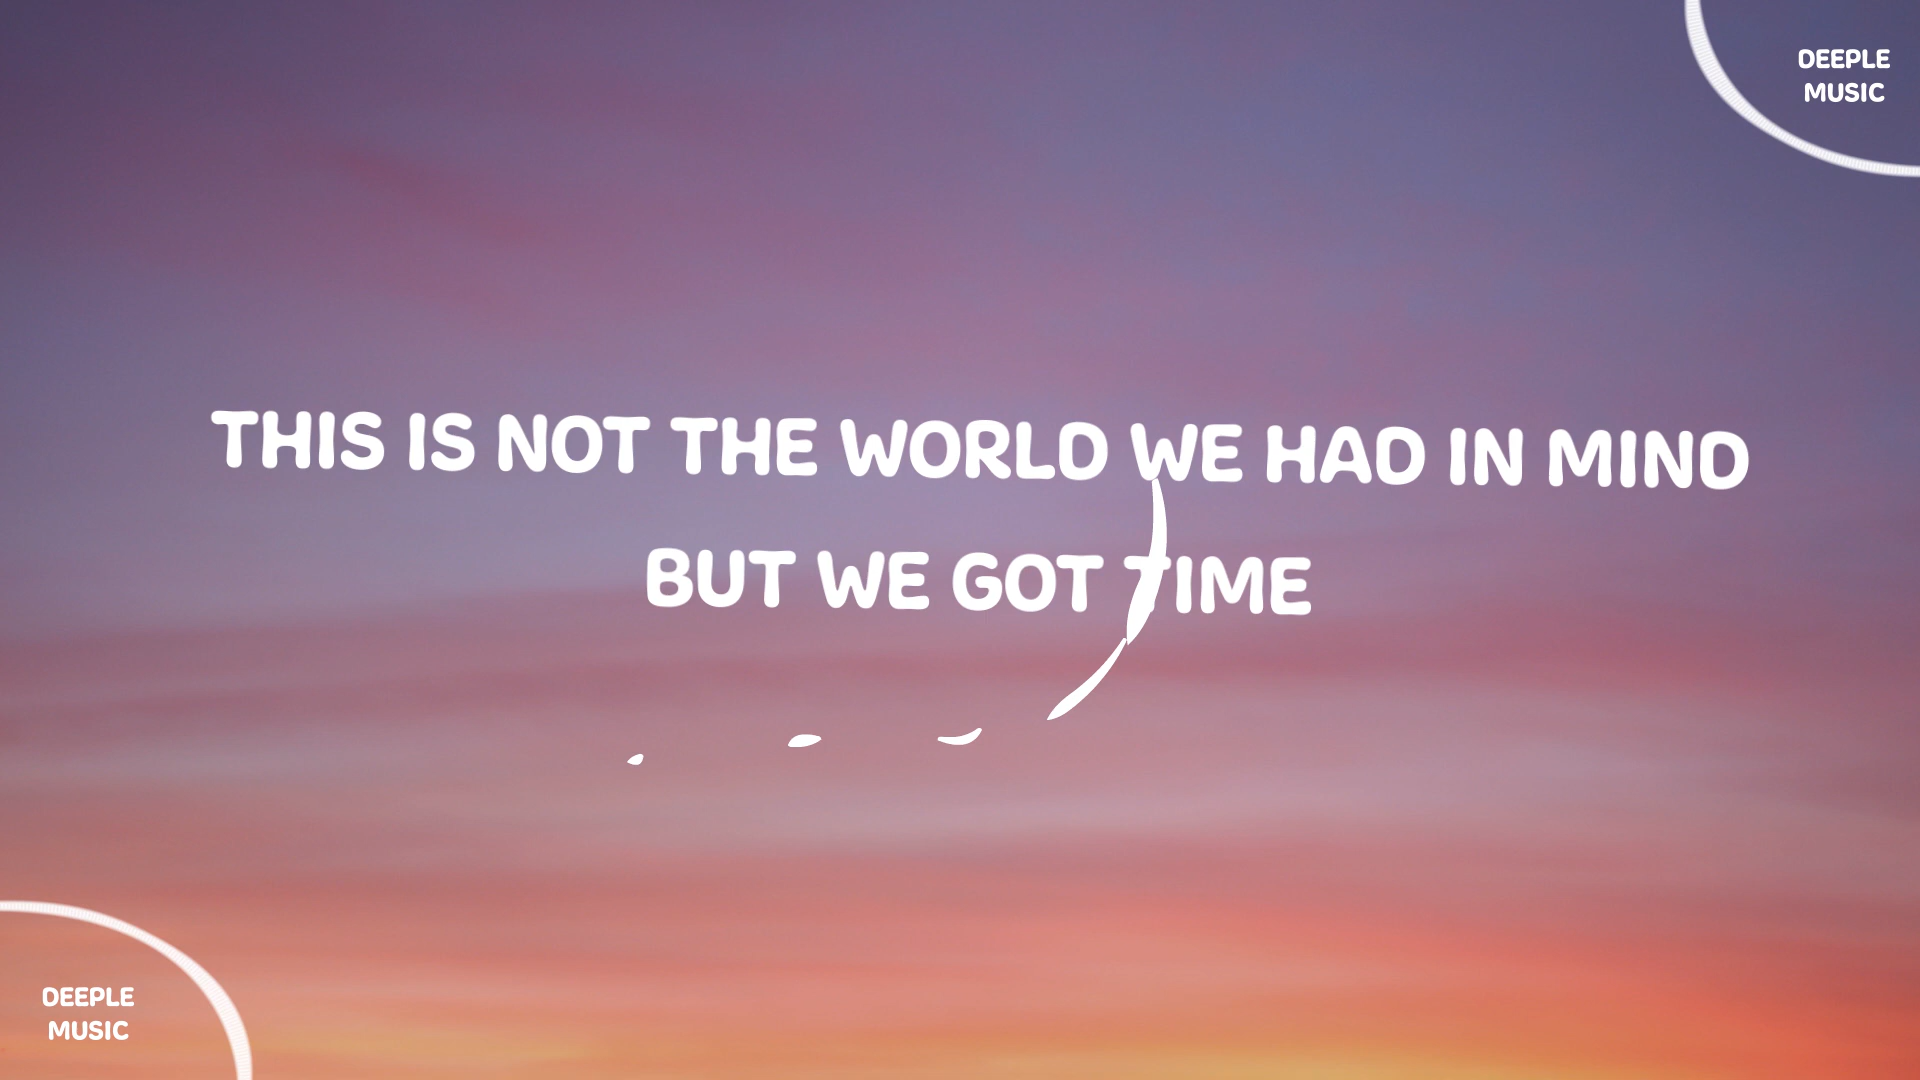 DEEPLE
MUSIC
THIS IS NOT THE WORLD WE HAD IN MIND
BUT WE GOT TIME
DEEPLE
MUSIC